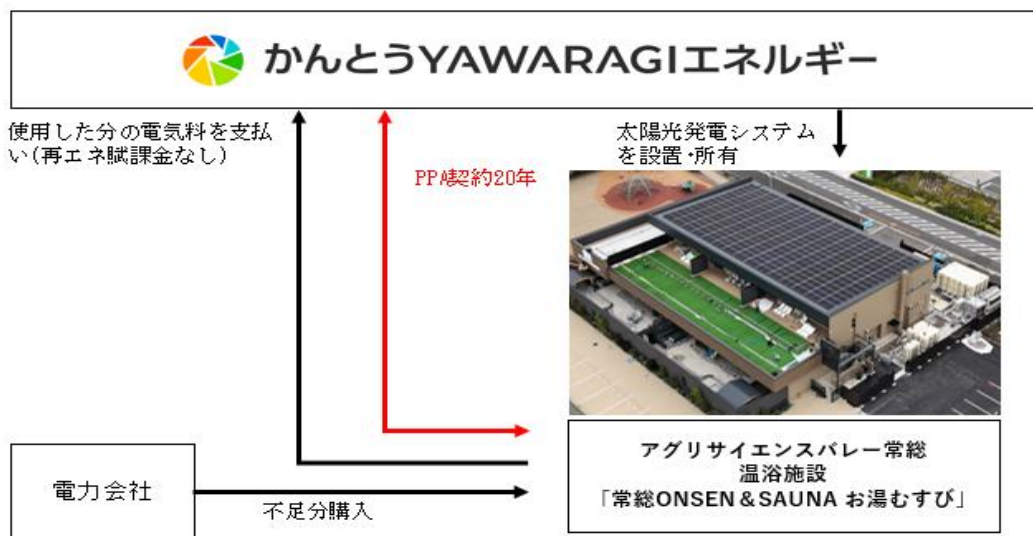 かんとうYAWARAGIエネルギー
使用した分の電気料を支払
い(再エネ賦課金なし)
太陽光発電システム
を設置・所有
PPA契約20年
アグリサイエンスバレー常総
温浴施設
「常総ONSEN＆SAUNA お湯むすび」
電力会社
不足分購入